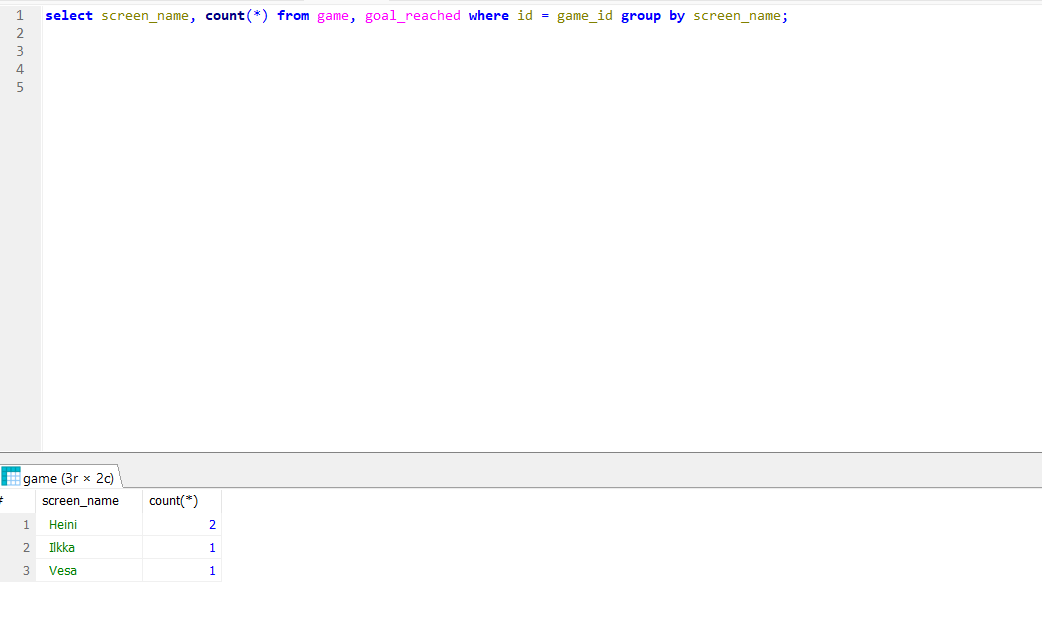 1 select screen_name, count(*) from game, goal_reached where id = game_id group by screen_name;
2
3
4
5
game (3r × 2c)
# screen_name count(*)
1 Heini 2
2 Ilkka 1
3 Vesa 1